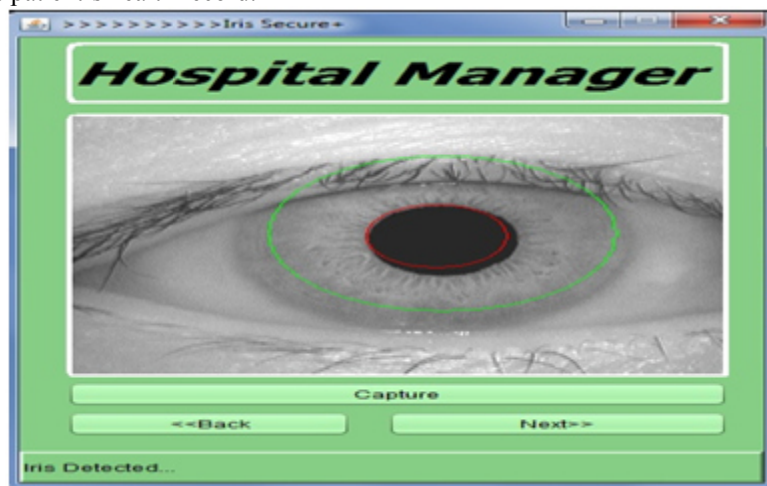 >>>>>>>>>>Iris Secure+
Hospital Manager
Capture
<<Back
Next>>
Iris Detected...